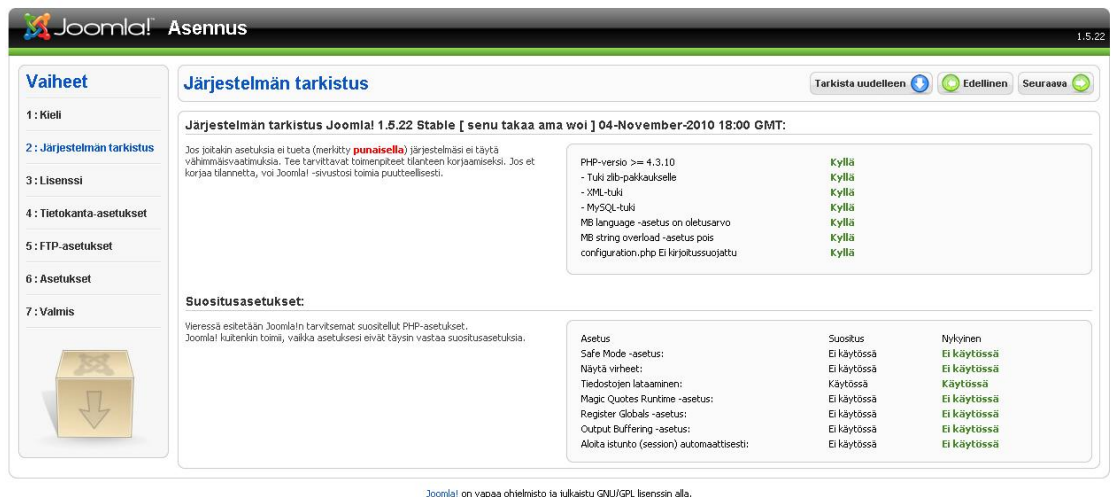 Joomla! Asennus
1.5.22
Vaiheet
1 : Kieli
2 : Järjestelmän tarkistus
3 : Lisenssi
4 : Tietokanta-asetukset
5 : FTP-asetukset
6 : Asetukset
7 : Valmis
Järjestelmän tarkistus
Tarkista uudelleen Edellinen Seuraava
Järjestelmän tarkistus Joomla! 1.5.22 Stable [ senu takaa ama woi ] 04-November-2010 18:00 GMT:
Jos joitakin asetuksia ei tueta (merkitty punaisella) järjestelmäsi ei täytä
vähimmäisvaatimuksia. Tee tarvittavat toimenpiteet tilanteen korjaamiseksi. Jos et
korjaa tilannetta, voi Joomla! -sivustosi toimia puutteellisesti.
PHP-versio >= 4.3.10 Kyllä
- Tuki zlib-pakkaukselle Kyllä
- XML-tuki Kyllä
- MySQL-tuki Kyllä
MB language -asetus on oletusarvo Kyllä
MB string overload -asetus pois Kyllä
configuration.php Ei kirjoitussuojattu Kyllä
Suositusasetukset:
Vieressä esitetään Joomla!n tarvitsemat suositellut PHP-asetukset.
Joomla! kuitenkin toimii, vaikka asetuksesi eivät täysin vastaa suositusasetuksia.
Asetus Suositus Nykyinen
Safe Mode -asetus: Ei käytössä Ei käytössä
Näytä virheet: Ei käytössä Ei käytössä
Tiedostojen lataaminen: Käytössä Käytössä
Magic Quotes Runtime -asetus: Ei käytössä Ei käytössä
Register Globals -asetus: Ei käytössä Ei käytössä
Output Buffering -asetus: Ei käytössä Ei käytössä
Aloita istunto (session) automaattisesti: Ei käytössä Ei käytössä
Joomla! on vapaa ohjelmisto ja julkaistu GNU/GPL lisenssin alla.